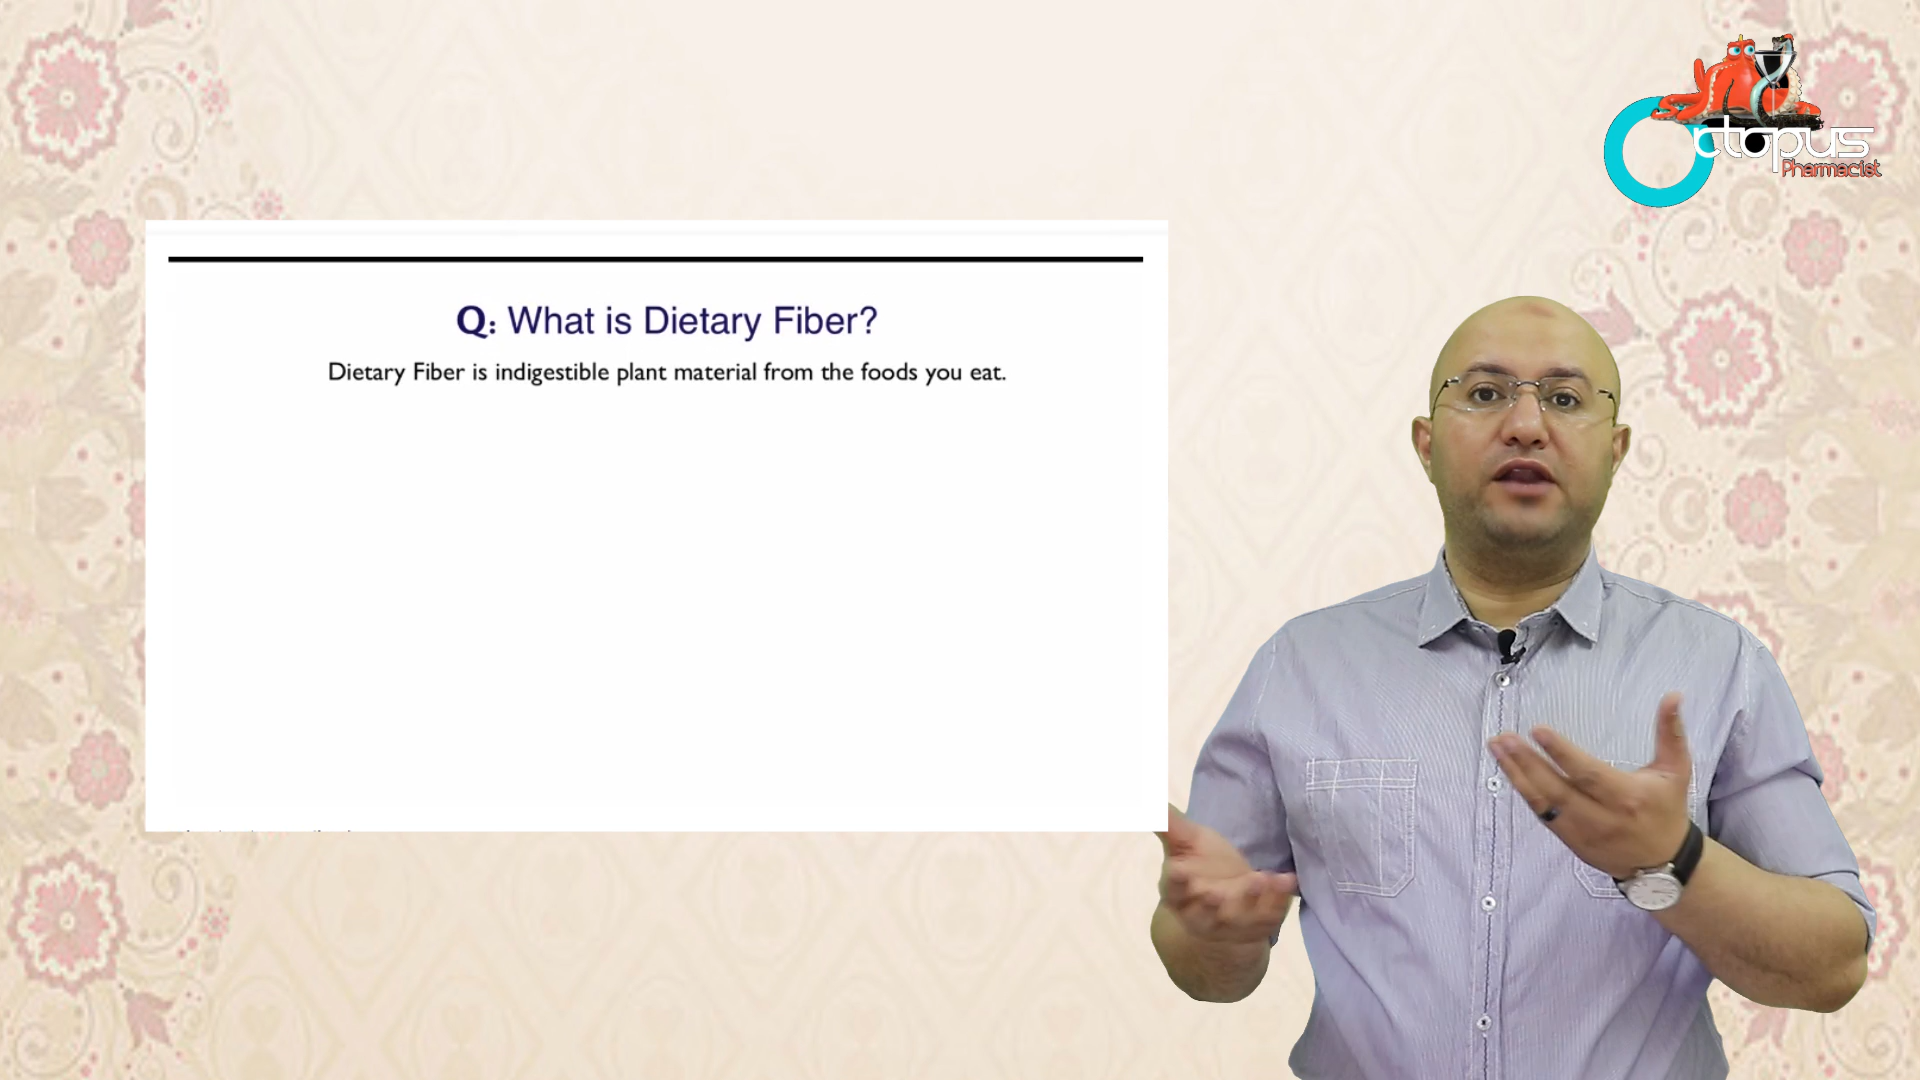 Octopus
Pharmacist
Q: What is Dietary Fiber?
Dietary Fiber is indigestible plant material from the foods you eat.